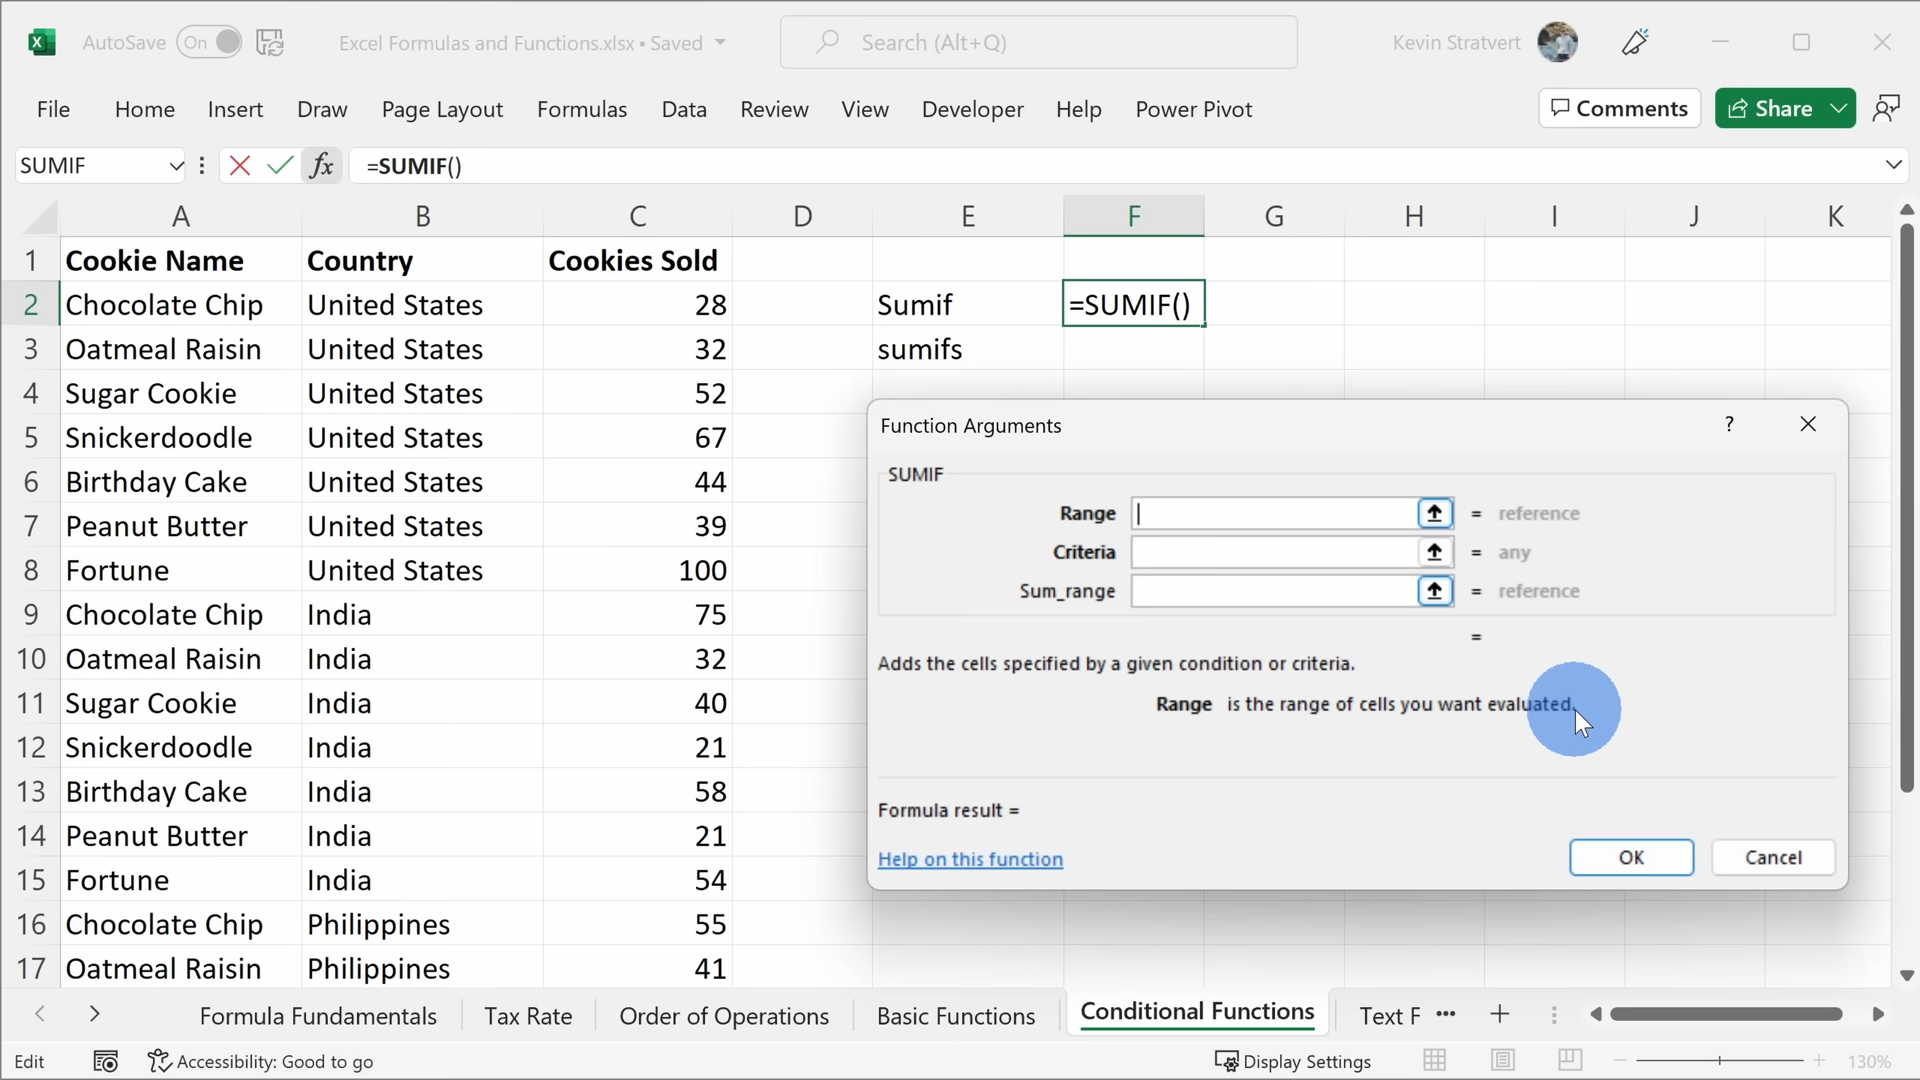 AutoSave On Excel Formulas and Functions.xlsx • Saved Search (Alt+Q) Kevin Stratvert
File Home Insert Draw Page Layout Formulas Data Review View Developer Help Power Pivot Comments Share
SUMIF fx =SUMIF()
A B C D E F G H I J K
1 Cookie Name Country Cookies Sold
2 Chocolate Chip United States 28 Sumif =SUMIF()
3 Oatmeal Raisin United States 32 sumifs
4 Sugar Cookie United States 52
5 Snickerdoodle United States 67
6 Birthday Cake United States 44
7 Peanut Butter United States 39
8 Fortune United States 100
9 Chocolate Chip India 75
10 Oatmeal Raisin India 32
11 Sugar Cookie India 40
12 Snickerdoodle India 21
13 Birthday Cake India 58
14 Peanut Butter India 21
15 Fortune India 54
16 Chocolate Chip Philippines 55
17 Oatmeal Raisin Philippines 41
Function Arguments ?
SUMIF
Range = reference
Criteria = any
Sum_range = reference
=
Adds the cells specified by a given condition or criteria.
Range is the range of cells you want evaluated.
Formula result =
Help on this function OK Cancel
Formula Fundamentals Tax Rate Order of Operations Basic Functions Conditional Functions Text F ...
Edit Accessibility: Good to go Display Settings 130%